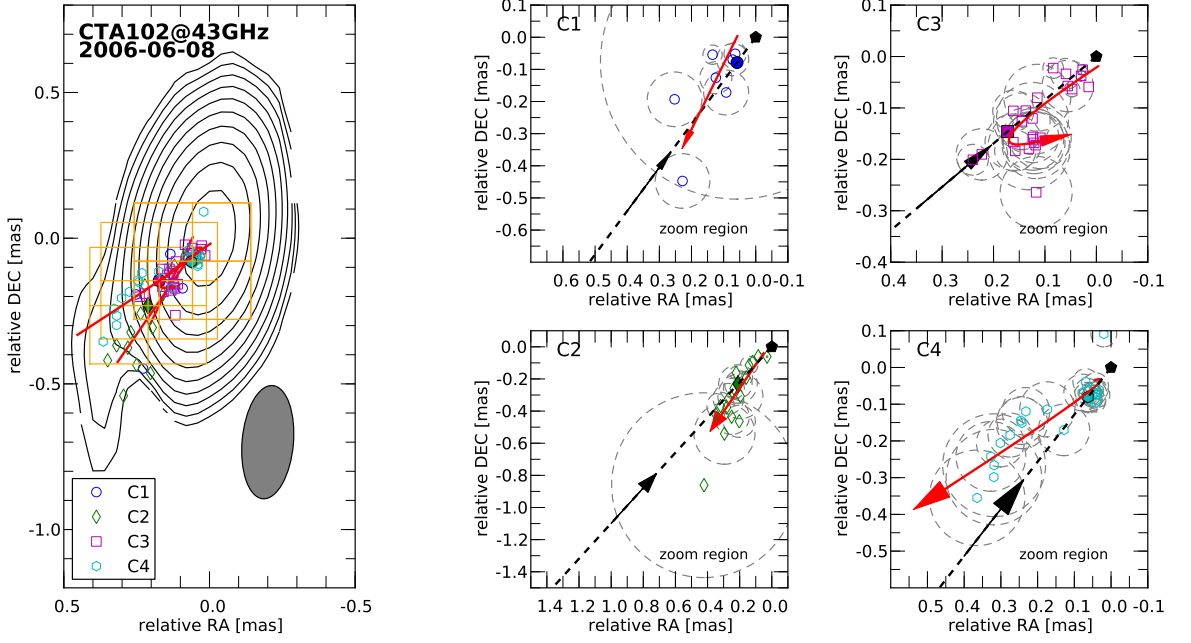 CTA102@43GHz
2006-06-08
relative DEC [mas]
0.5
0.0
-0.5
-1.0
C1
C2
C3
C4
0.5
0.0
-0.5
relative RA [mas]
C1
relative DEC [mas]
0.1
0.0
-0.1
-0.2
-0.3
-0.4
-0.5
-0.6
zoom region
0.6
0.5
0.4
0.3
0.2
0.1
0.0
-0.1
relative RA [mas]
C3
relative DEC [mas]
0.1
0.0
-0.1
-0.2
-0.3
-0.4
zoom region
0.4
0.3
0.2
0.1
0.0
-0.1
relative RA [mas]
C2
relative DEC [mas]
0.0
-0.2
-0.4
-0.6
-0.8
-1.0
-1.2
-1.4
zoom region
1.4
1.2
1.0
0.8
0.6
0.4
0.2
0.0
relative RA [mas]
C4
relative DEC [mas]
0.1
0.0
-0.1
-0.2
-0.3
-0.4
-0.5
zoom region
0.5
0.4
0.3
0.2
0.1
0.0
-0.1
relative RA [mas]